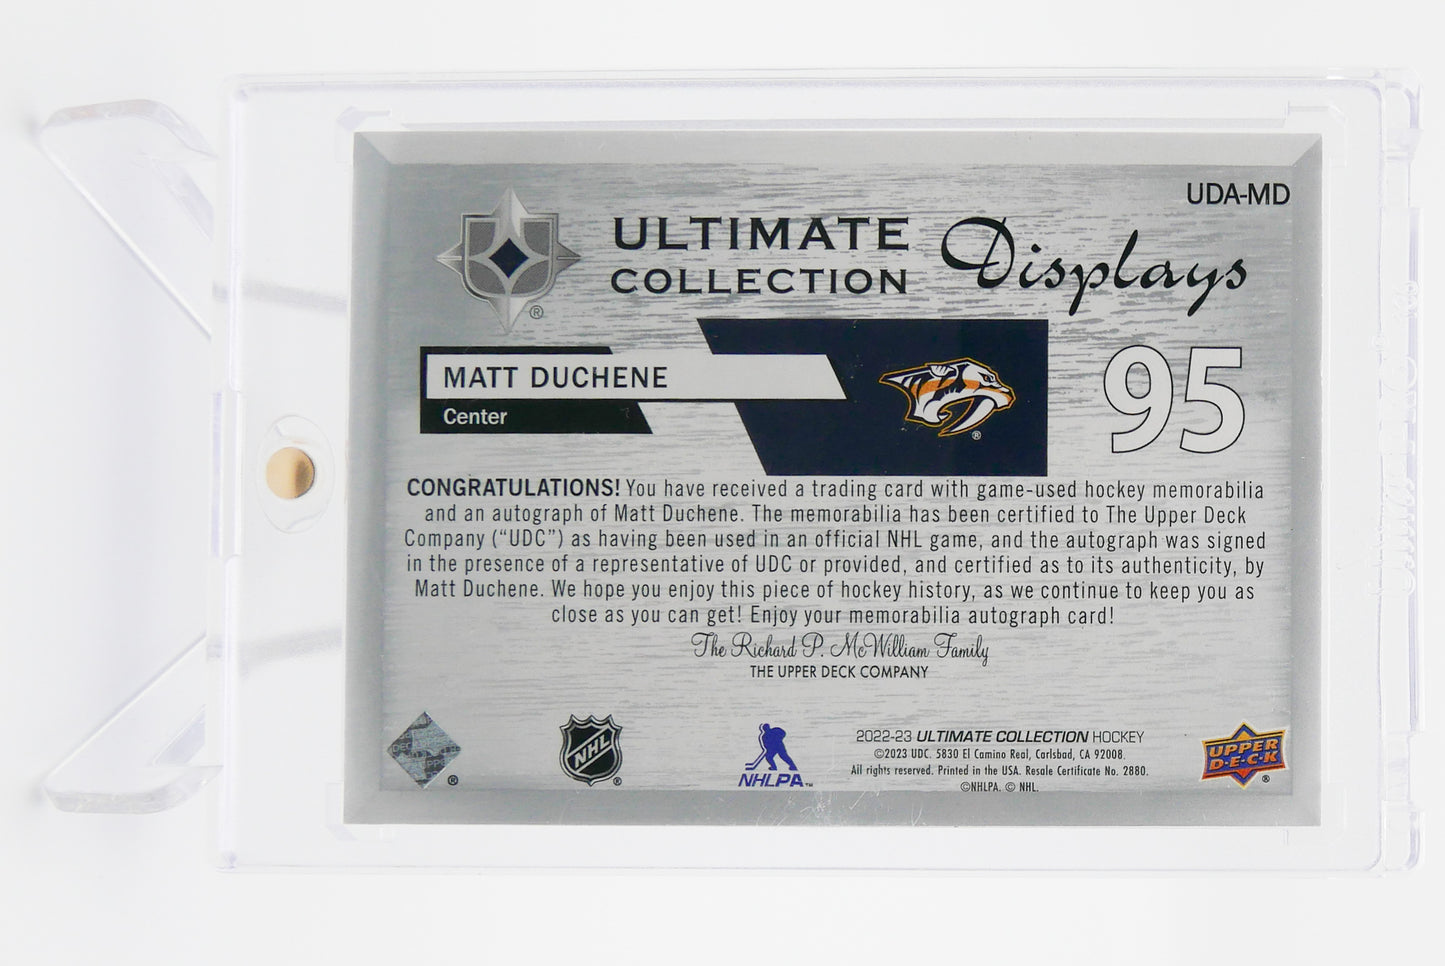 UDA-MD
ULTIMATE
COLLECTION
Displays
®
MATT DUCHENE
Center
®
95
CONGRATULATIONS! You have received a trading card with game-used hockey memorabilia
and an autograph of Matt Duchene. The memorabilia has been certified to The Upper Deck
Company (“UDC”) as having been used in an official NHL game, and the autograph was signed
in the presence of a representative of UDC or provided, and certified as to its authenticity, by
Matt Duchene. We hope you enjoy this piece of hockey history, as we continue to keep you as
close as you can get! Enjoy your memorabilia autograph card!
The Richard P. McWilliam Family
THE UPPER DECK COMPANY
®
NHL
®
NHLPA™
2022-23 ULTIMATE COLLECTION HOCKEY
©2023 UDC. 5830 El Camino Real, Carlsbad, CA 92008.
All rights reserved. Printed in the USA. Resale Certificate No. 2880.
©NHLPA. © NHL.
UPPER
D·E·C·K
®